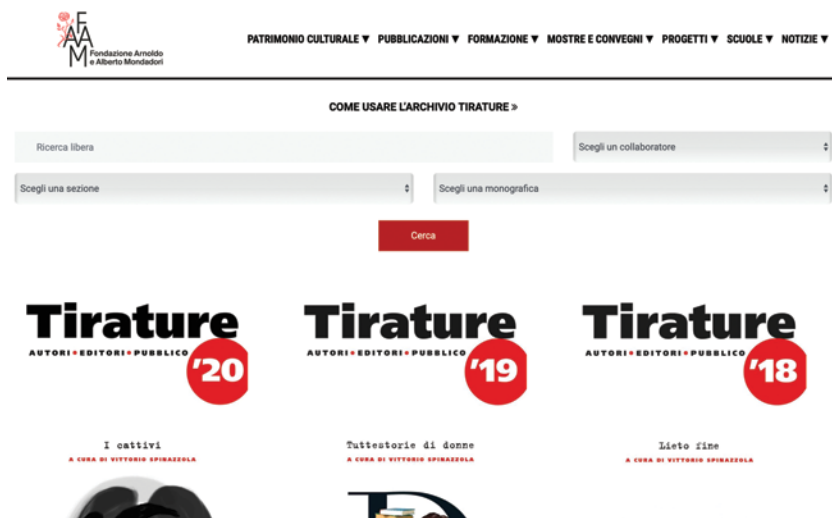 FAAM
Fondazione Arnoldo
e Alberto Mondadori
PATRIMONIO CULTURALE ▼ PUBBLICAZIONI ▼ FORMAZIONE ▼ MOSTRE E CONVEGNI ▼ PROGETTI ▼ SCUOLE ▼ NOTIZIE ▼
COME USARE L'ARCHIVIO TIRATURE »
Ricerca libera
Scegli un collaboratore
Scegli una sezione
Scegli una monografica
Cerca
Tirature
AUTORI•EDITORI•PUBBLICO
'20
I cattivi
A CURA DI VITTORIO SPINAZZOLA
Tirature
AUTORI•EDITORI•PUBBLICO
'19
Tuttestorie di donne
A CURA DI VITTORIO SPINAZZOLA
Tirature
AUTORI•EDITORI•PUBBLICO
'18
Lieto fine
A CURA DI VITTORIO SPINAZZOLA